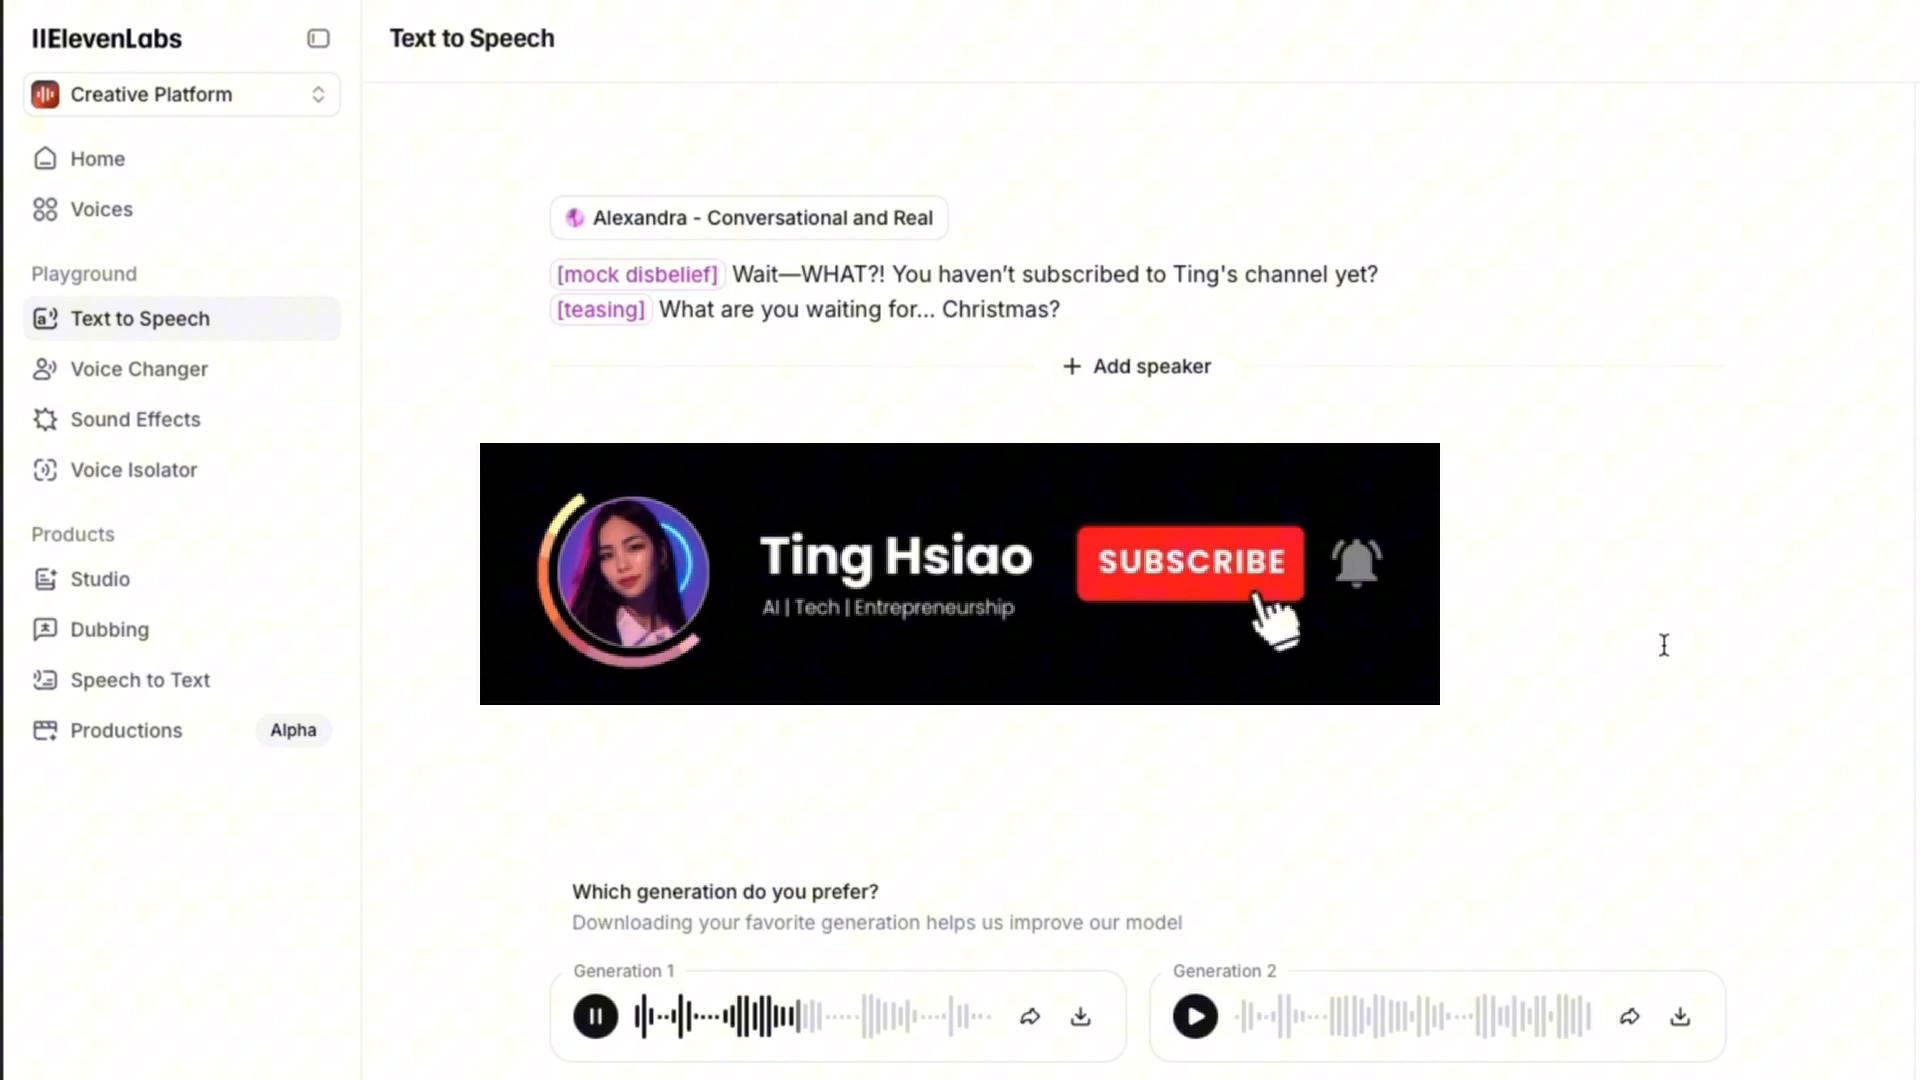 IIElevenLabs
Creative Platform
Home
Voices
Playground
Text to Speech
Voice Changer
Sound Effects
Voice Isolator
Products
Studio
Dubbing
Speech to Text
Productions
Alpha
Text to Speech
Alexandra - Conversational and Real
[mock disbelief] Wait—WHAT?! You haven't subscribed to Ting's channel yet?
[teasing] What are you waiting for... Christmas?
+ Add speaker
Ting Hsiao
AI | Tech | Entrepreneurship
SUBSCRIBE
Which generation do you prefer?
Downloading your favorite generation helps us improve our model
Generation 1
Generation 2